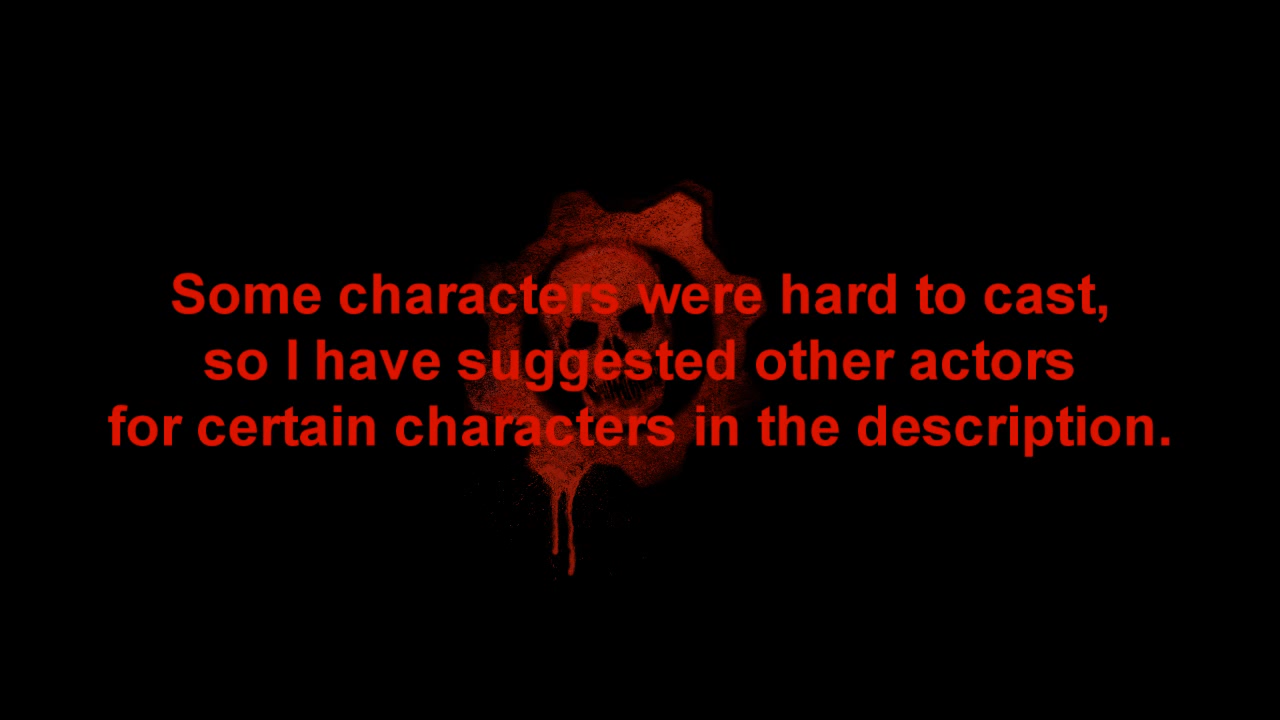 Some characters were hard to cast,
so I have suggested other actors
for certain characters in the description.